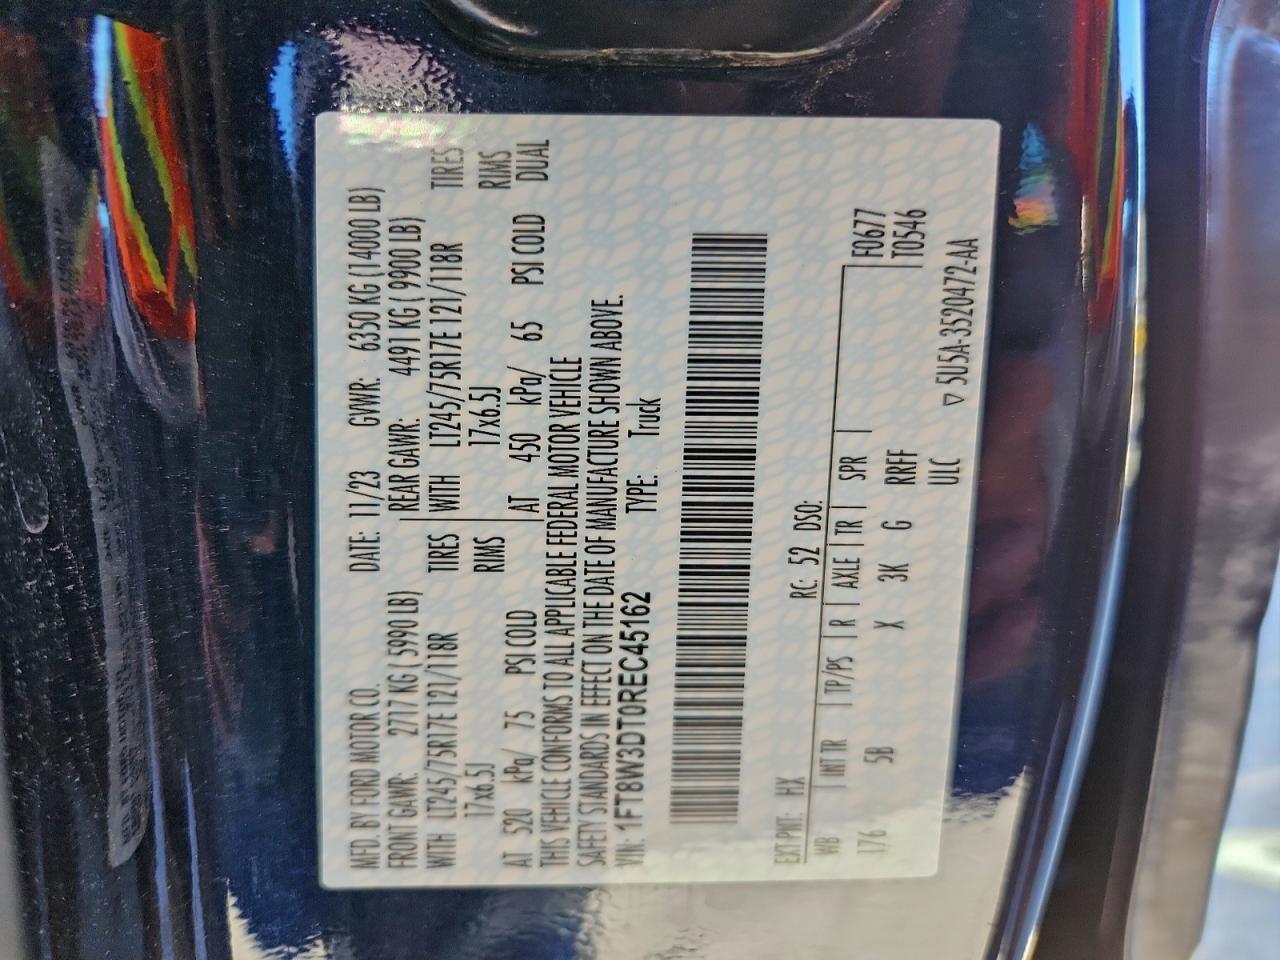 MFD. BY FORD MOTOR CO.
DATE: 11/23 GVWR: 6350 KG (14000 LB)
FRONT GAWR: 2717 KG ( 5990 LB)
REAR GAWR: 4491 KG ( 9900 LB)
WITH LT245/75R17E 121/118R TIRES
WITH LT245/75R17E 121/118R TIRES
17x6.5J RIMS
17x6.5J RIMS
AT 520 kPa/ 75 PSI COLD
AT 450 kPa/ 65 PSI COLD DUAL
THIS VEHICLE CONFORMS TO ALL APPLICABLE FEDERAL MOTOR VEHICLE
SAFETY STANDARDS IN EFFECT ON THE DATE OF MANUFACTURE SHOWN ABOVE.
VIN: 1FT8W3DT0REC45162 TYPE: Truck
EXT PNT: HX RC: 52 DSO:
F0677
T0546
WB INT TR TP/PS R AXLE TR SPR
176 5B X 3K G RRFF
ULC
▽ 5U5A-3520472-AA